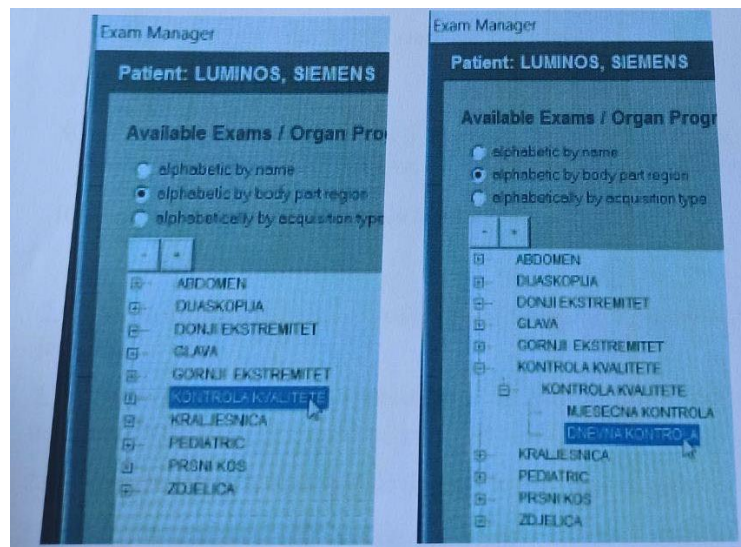 Exam Manager
Patient: LUMINOS, SIEMENS
Available Exams / Organ Pro
alphabetic by name
alphabetic by body part region
alphabetically by acquisition type
- +
ABDOMEN
DIJASKOPIJA
DONJI EKSTREMITET
GLAVA
GORNJI EKSTREMITET
KONTROLA KVALITETE
KRALJESNICA
PEDIATRIC
PRSNI KOS
ZDJELICA
Exam Manager
Patient: LUMINOS, SIEMENS
Available Exams / Organ Progr
alphabetic by name
alphabetic by body part region
alphabetically by acquisition type
- +
ABDOMEN
DIJASKOPIJA
DONJI EKSTREMITET
GLAVA
GORNJI EKSTREMITET
KONTROLA KVALITETE
KONTROLA KVALITETE
MJESECNA KONTROLA
DNEVNA KONTROLA
KRALJESNICA
PEDIATRIC
PRSNI KOS
ZDJELICA